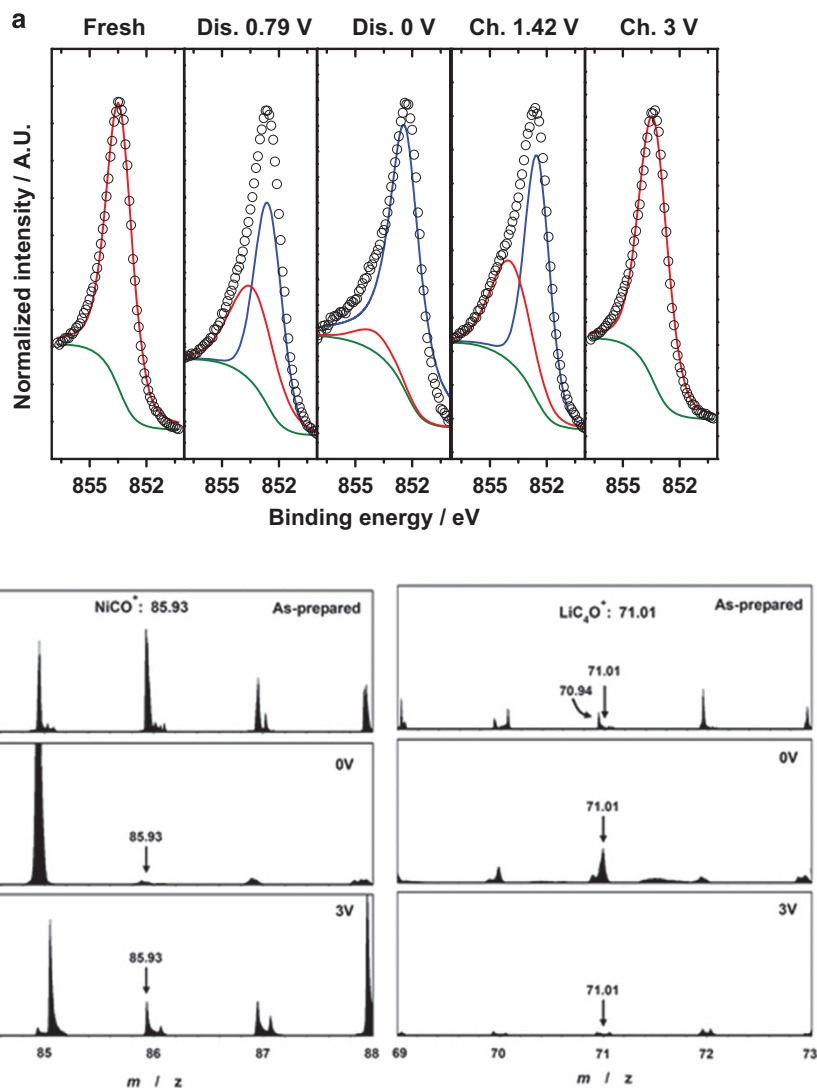 a
Fresh Dis. 0.79 V Dis. 0 V Ch. 1.42 V Ch. 3 V
Normalized intensity / A.U.
855 852 855 852 855 852 855 852 855 852
Binding energy / eV
NiCO⁺: 85.93 As-prepared
0V
85.93
3V
85.93
85 86 87 88
m / z
As-prepared
LiC₄O⁺: 71.01
71.01
70.94
0V
71.01
3V
71.01
69 70 71 72 73
m / z